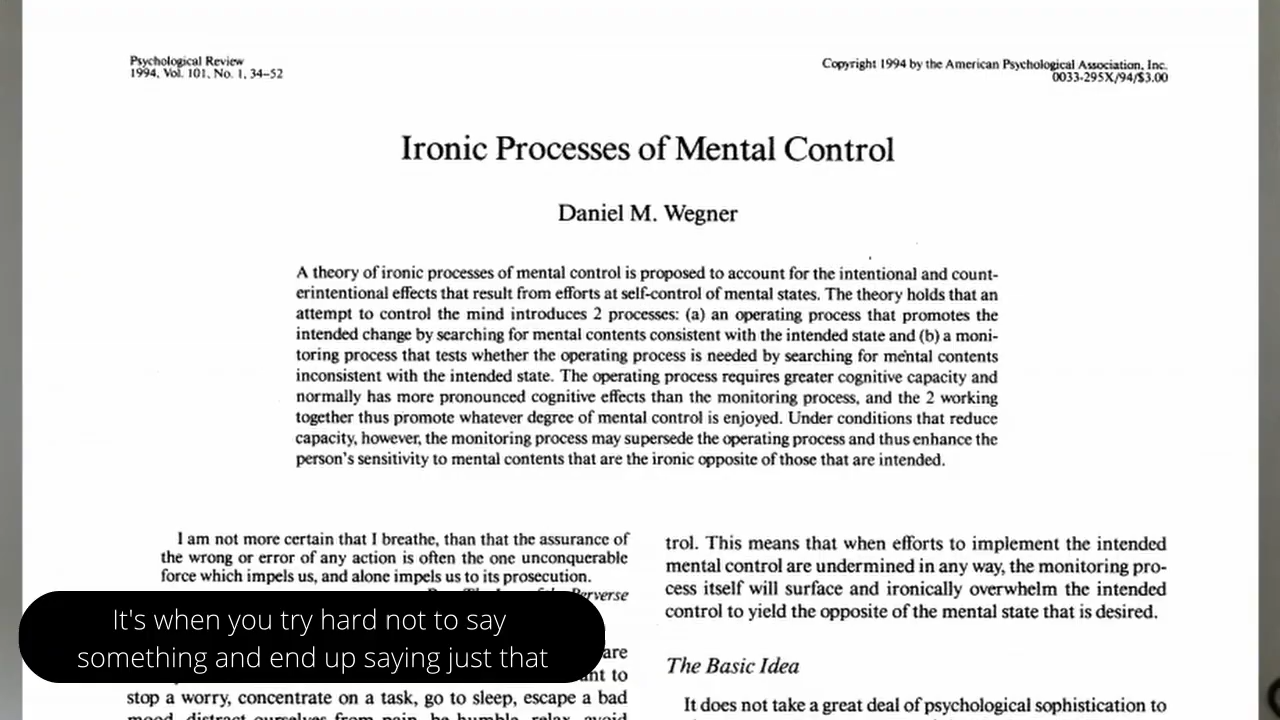 Psychological Review
1994, Vol. 101, No. 1, 34–52
Copyright 1994 by the American Psychological Association, Inc.
0033-295X/94/$3.00
Ironic Processes of Mental Control
Daniel M. Wegner
A theory of ironic processes of mental control is proposed to account for the intentional and count-
erintentional effects that result from efforts at self-control of mental states. The theory holds that an
attempt to control the mind introduces 2 processes: (a) an operating process that promotes the
intended change by searching for mental contents consistent with the intended state and (b) a moni-
toring process that tests whether the operating process is needed by searching for mental contents
inconsistent with the intended state. The operating process requires greater cognitive capacity and
normally has more pronounced cognitive effects than the monitoring process, and the 2 working
together thus promote whatever degree of mental control is enjoyed. Under conditions that reduce
capacity, however, the monitoring process may supersede the operating process and thus enhance the
person's sensitivity to mental contents that are the ironic opposite of those that are intended.
I am not more certain that I breathe, than that the assurance of
the wrong or error of any action is often the one unconquerable
force which impels us, and alone impels us to its prosecution.
Perverse
are
to
stop a worry, concentrate on a task, go to sleep, escape a bad
mood, distract ourselves from pain, be humble, relax, avoid
trol. This means that when efforts to implement the intended
mental control are undermined in any way, the monitoring pro-
cess itself will surface and ironically overwhelm the intended
control to yield the opposite of the mental state that is desired.
The Basic Idea
It does not take a great deal of psychological sophistication to
It's when you try hard not to say
something and end up saying just that